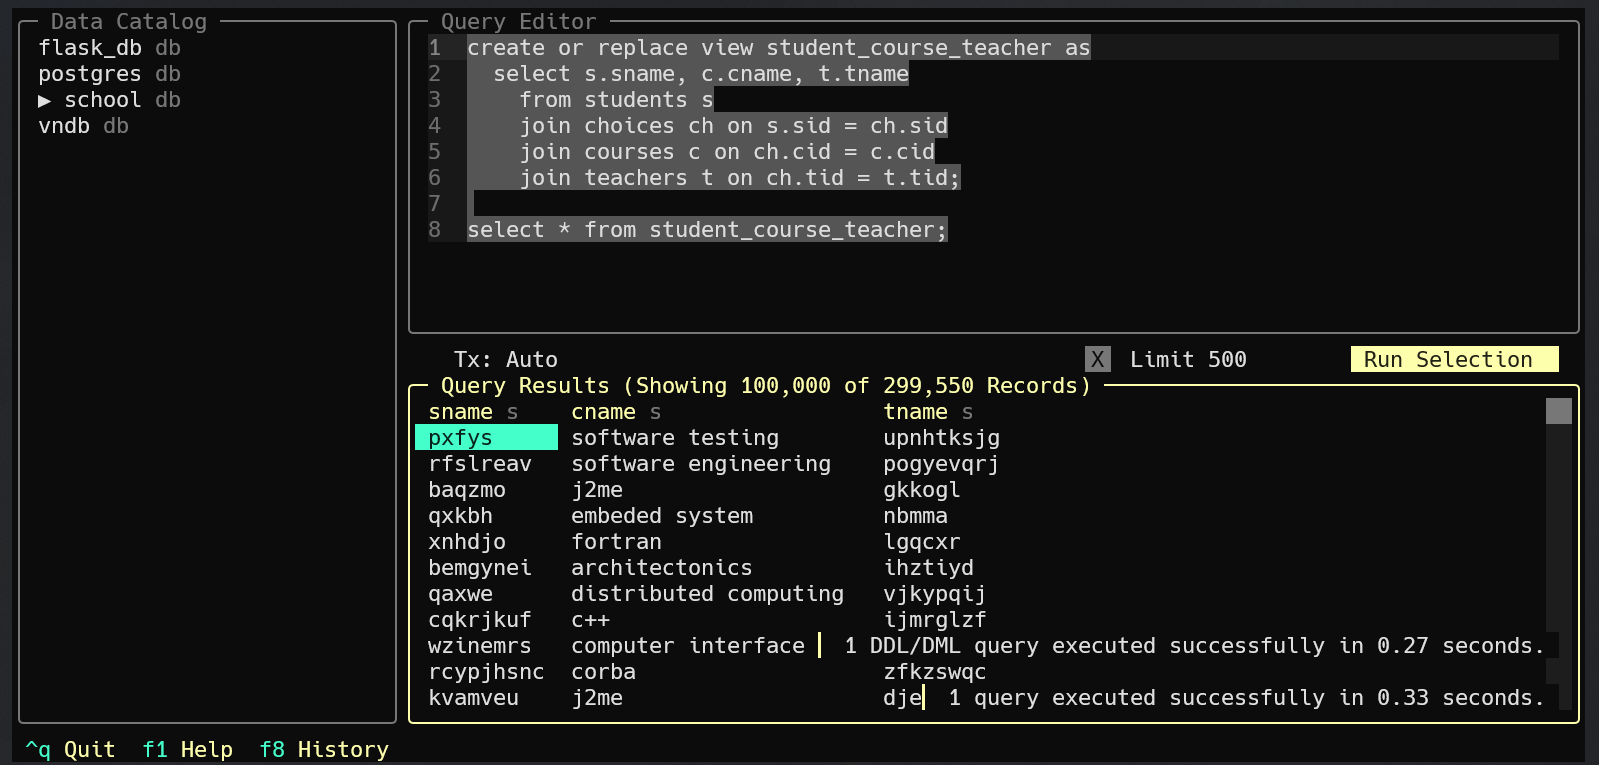 Data Catalog
flask_db db
postgres db
▶ school db
vndb db
Query Editor
1 create or replace view student_course_teacher as
2   select s.sname, c.cname, t.tname
3     from students s
4     join choices ch on s.sid = ch.sid
5     join courses c on ch.cid = c.cid
6     join teachers t on ch.tid = t.tid;
7
8 select * from student_course_teacher;
Tx: Auto X Limit 500 Run Selection
Query Results (Showing 100,000 of 299,550 Records)
sname s cname s tname s
pxfys software testing upnhtksjg
rfslreav software engineering pogyevqrj
baqzmo j2me gkkogl
qxkbh embeded system nbmma
xnhdjo fortran lgqcxr
bemgynei architectonics ihztiyd
qaxwe distributed computing vjkypqij
cqkrjkuf c++ ijmrglzf
wzinemrs computer interface 1 DDL/DML query executed successfully in 0.27 seconds.
rcypjhsnc corba zfkzswqc
kvamveu j2me dje 1 query executed successfully in 0.33 seconds.
^q Quit f1 Help f8 History